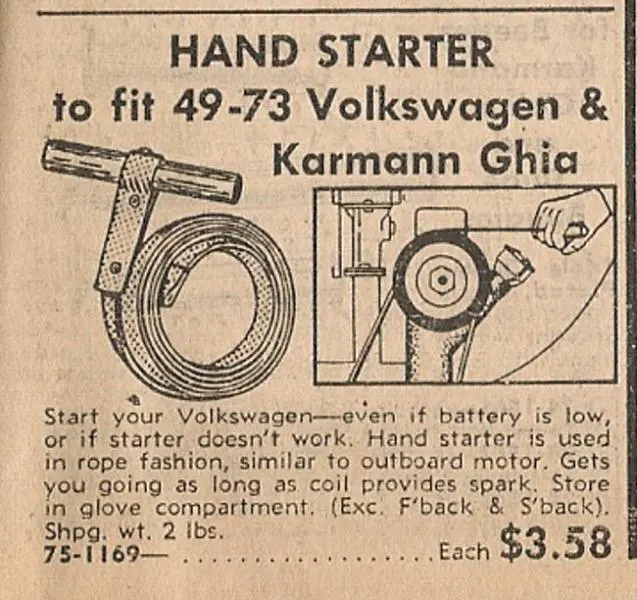 HAND STARTER
to fit 49-73 Volkswagen &
Karmann Ghia
Start your Volkswagen—even if battery is low,
or if starter doesn't work. Hand starter is used
in rope fashion, similar to outboard motor. Gets
you going as long as coil provides spark. Store
in glove compartment. (Exc. F'back & S'back).
Shpg. wt. 2 lbs.
75-1169— .................. Each $3.58